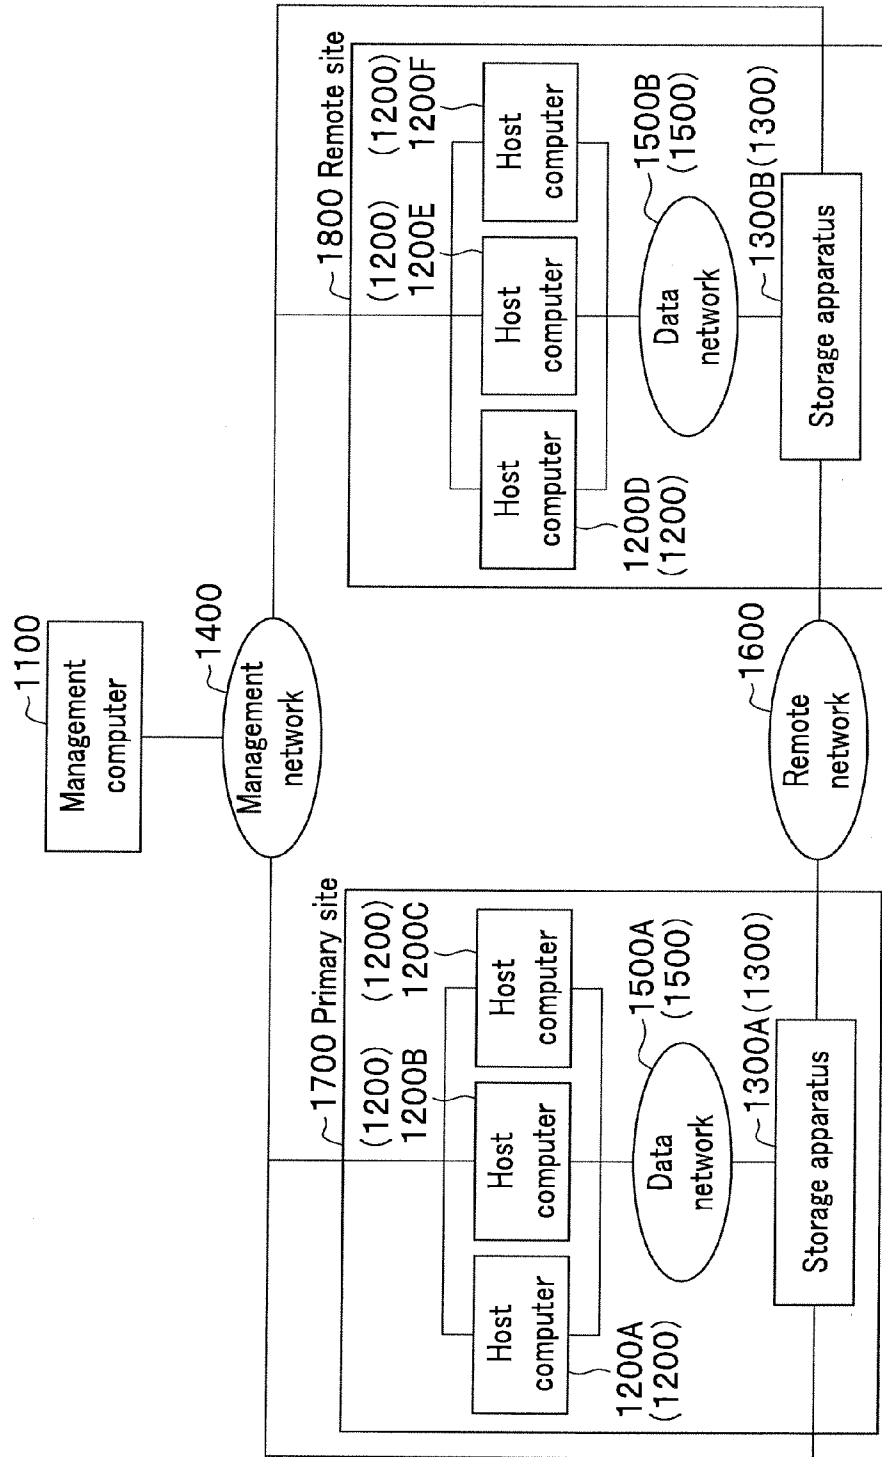 1100
Management
computer
1400
Management
network
1700 Primary site
(1200)
1200B
(1200)
1200C
Host
computer
Host
computer
Host
computer
1200A
(1200)
1500A
(1500)
Data
network
1300A(1300)
Storage apparatus
1600
Remote
network
1800 Remote site
(1200)
1200E
(1200)
1200F
Host
computer
Host
computer
Host
computer
1200D
(1200)
1500B
(1500)
Data
network
1300B(1300)
Storage apparatus